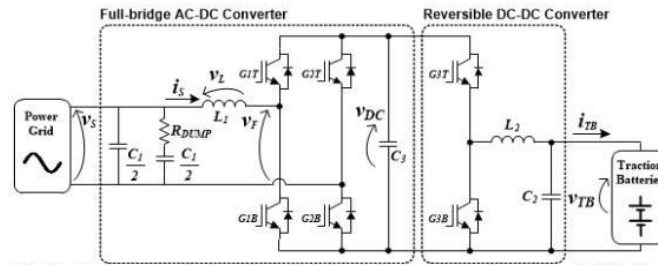 Full-bridge AC-DC Converter
Reversible DC-DC Converter
Power
Grid
vS
C1
2
RDUMP
C1
2
iS
vL
L1
vF
G1T
G2T
G1B
G2B
vDC
C3
G3T
G3B
L2
C2
iTB
vTB
Traction
Batteries